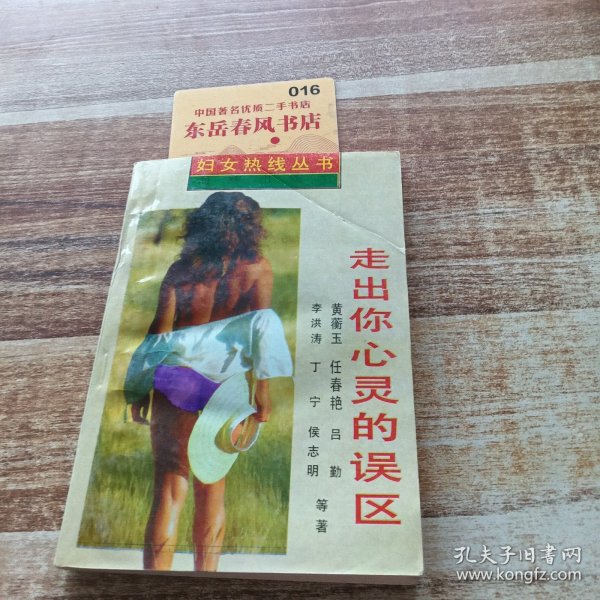 016
中国著名优质二手书店
东岳春风书店
妇女热线丛书
走出你心灵的误区
黄蘅玉 任春艳 吕勤
李洪涛 丁宁 侯志明 等著
孔夫子旧书网
www.kongfz.com